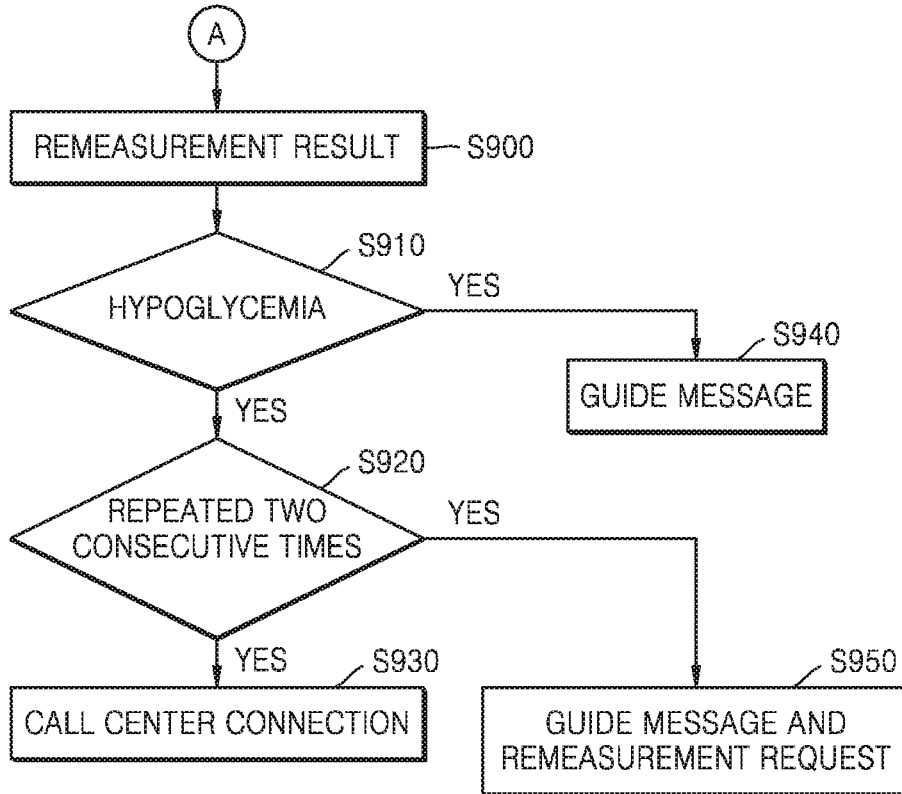 A
REMEASUREMENT RESULT
S900
S910
HYPOGLYCEMIA
YES
S940
GUIDE MESSAGE
YES
S920
REPEATED TWO
CONSECUTIVE TIMES
YES
YES
S930
CALL CENTER CONNECTION
S950
GUIDE MESSAGE AND
REMEASUREMENT REQUEST